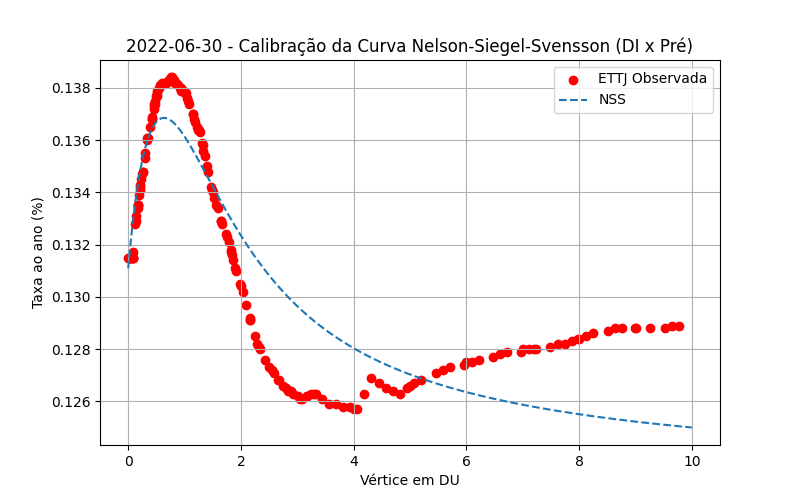 2022-06-30 - Calibração da Curva Nelson-Siegel-Svensson (DI x Pré)
ETTJ Observada
NSS
Taxa ao ano (%)
0.138
0.136
0.134
0.132
0.130
0.128
0.126
0 2 4 6 8 10
Vértice em DU